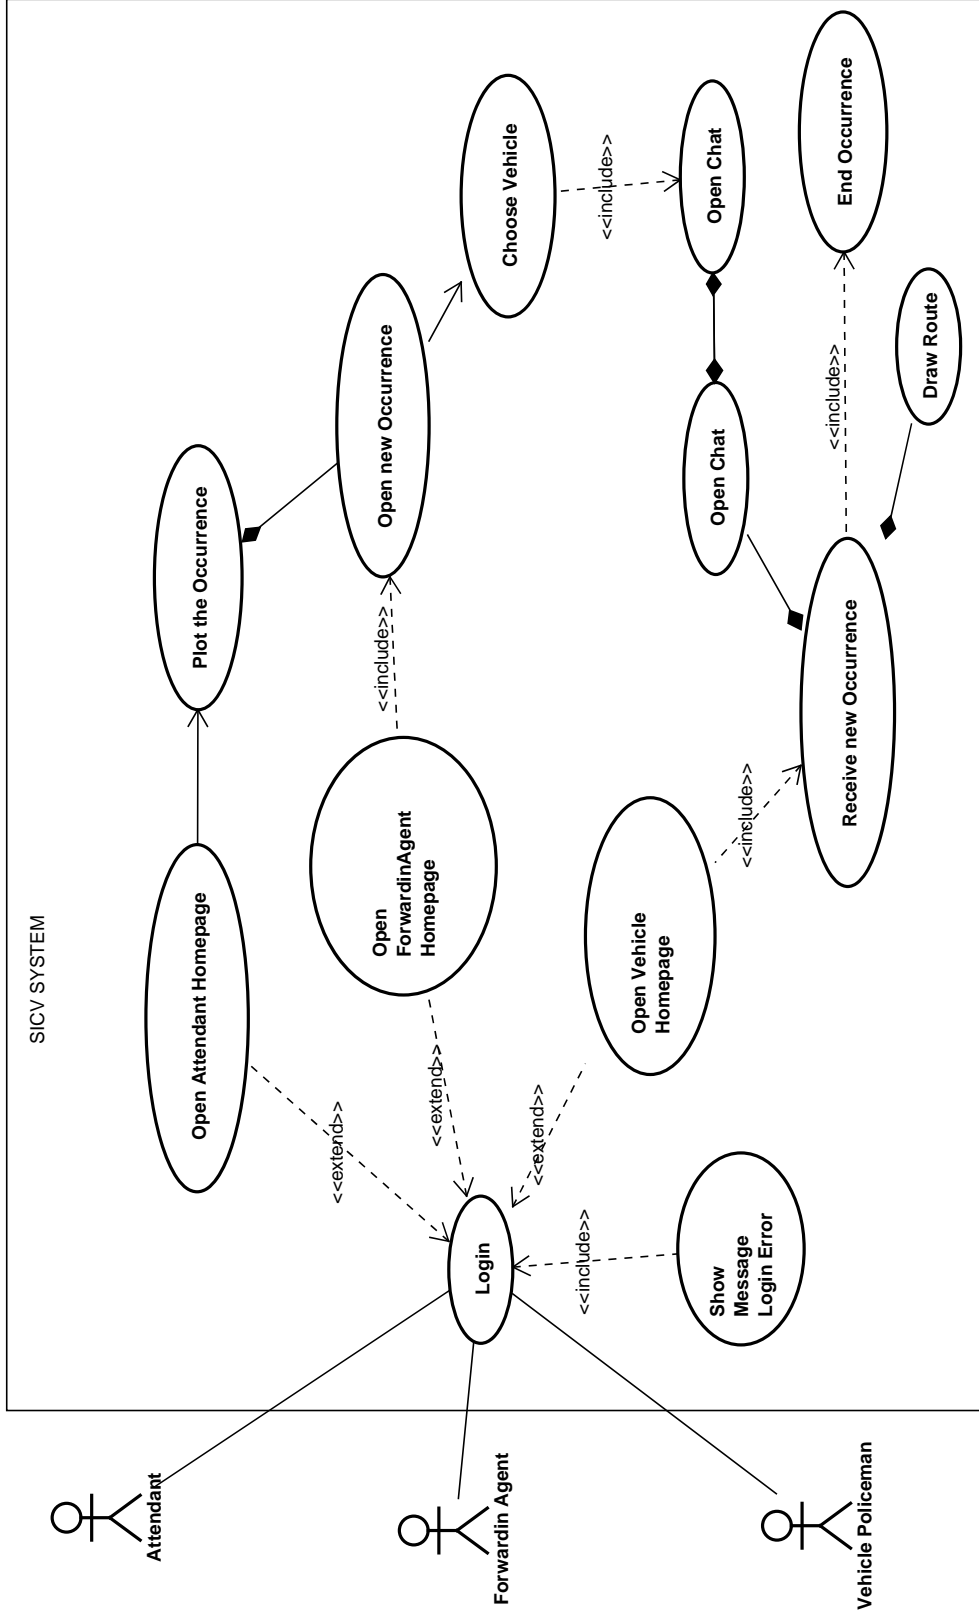 SICV SYSTEM
Attendant
Forwardin Agent
Vehicle Policeman
Login
Open Attendant Homepage
<<extend>>
Plot the Occurrence
Open
ForwardinAgent
Homepage
<<extend>>
<<include>>
Open new Occurrence
Choose Vehicle
<<include>>
Open Chat
Open Chat
Open Vehicle
Homepage
<<extend>>
<<include>>
Receive new Occurrence
<<include>>
End Occurrence
Draw Route
Show
Message
Login Error
<<include>>